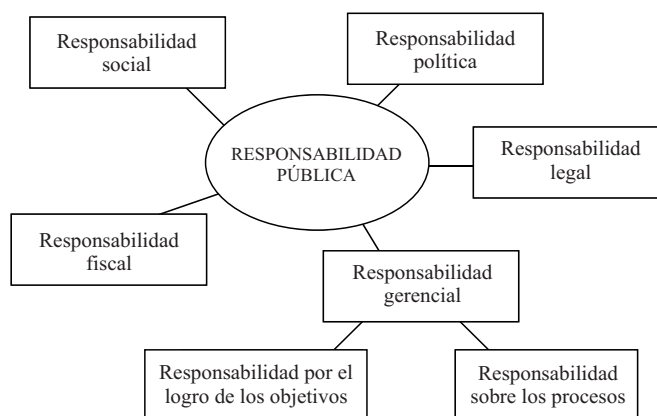 Responsabilidad
social
Responsabilidad
política
RESPONSABILIDAD
PÚBLICA
Responsabilidad
legal
Responsabilidad
fiscal
Responsabilidad
gerencial
Responsabilidad por el
logro de los objetivos
Responsabilidad
sobre los procesos